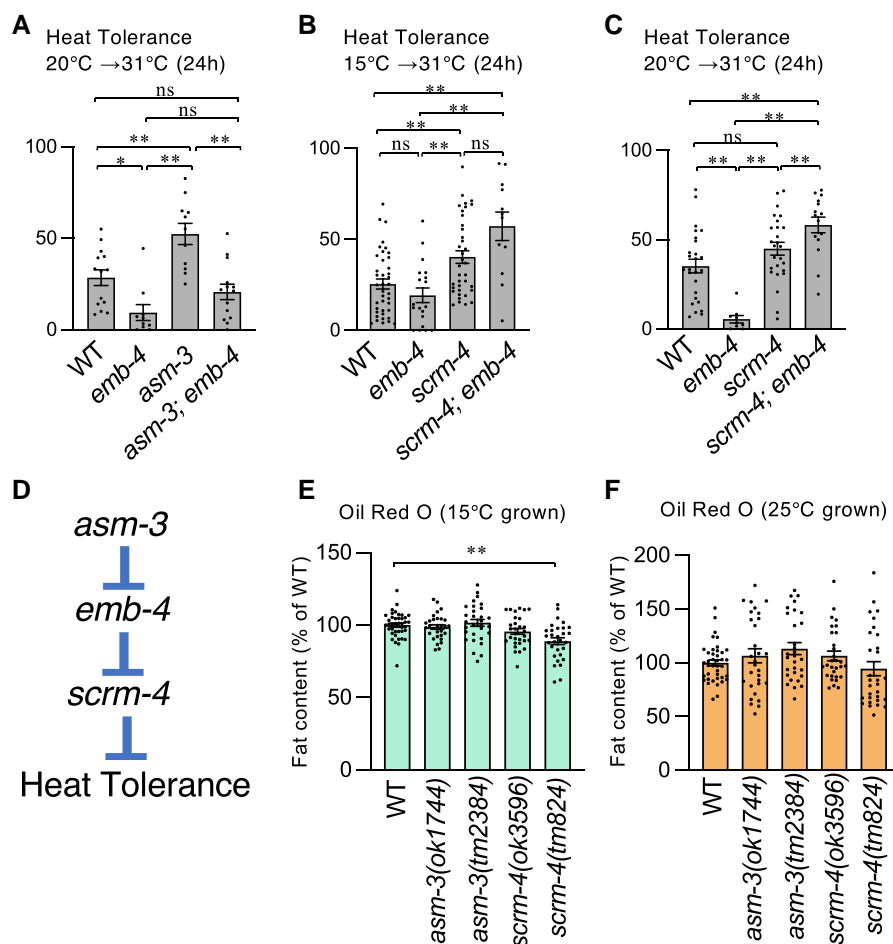 A
Heat Tolerance
20°C →31°C (24h)
ns
ns
** **
* **
100
50
0
WT
emb-4
asm-3
asm-3; emb-4
B
Heat Tolerance
15°C →31°C (24h)
**
**
**
ns ** ns
100
50
0
WT
emb-4
scrm-4
scrm-4; emb-4
C
Heat Tolerance
20°C →31°C (24h)
**
**
ns
** ** **
100
50
0
WT
emb-4
scrm-4
scrm-4; emb-4
D
asm-3
emb-4
scrm-4
Heat Tolerance
E
Oil Red O (15°C grown)
Fat content (% of WT)
150
100
50
0
**
WT
asm-3(ok1744)
asm-3(tm2384)
scrm-4(ok3596)
scrm-4(tm824)
F
Oil Red O (25°C grown)
Fat content (% of WT)
200
150
100
50
0
WT
asm-3(ok1744)
asm-3(tm2384)
scrm-4(ok3596)
scrm-4(tm824)